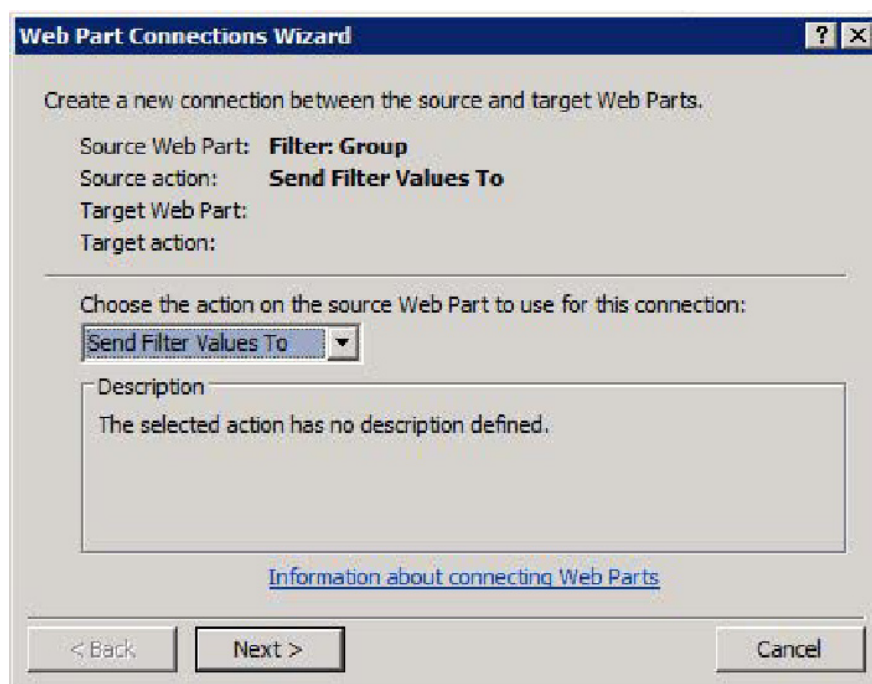 Web Part Connections Wizard
Create a new connection between the source and target Web Parts.
Source Web Part: Filter: Group
Source action: Send Filter Values To
Target Web Part:
Target action:
Choose the action on the source Web Part to use for this connection:
Send Filter Values To
Description
The selected action has no description defined.
Information about connecting Web Parts
< Back Next > Cancel